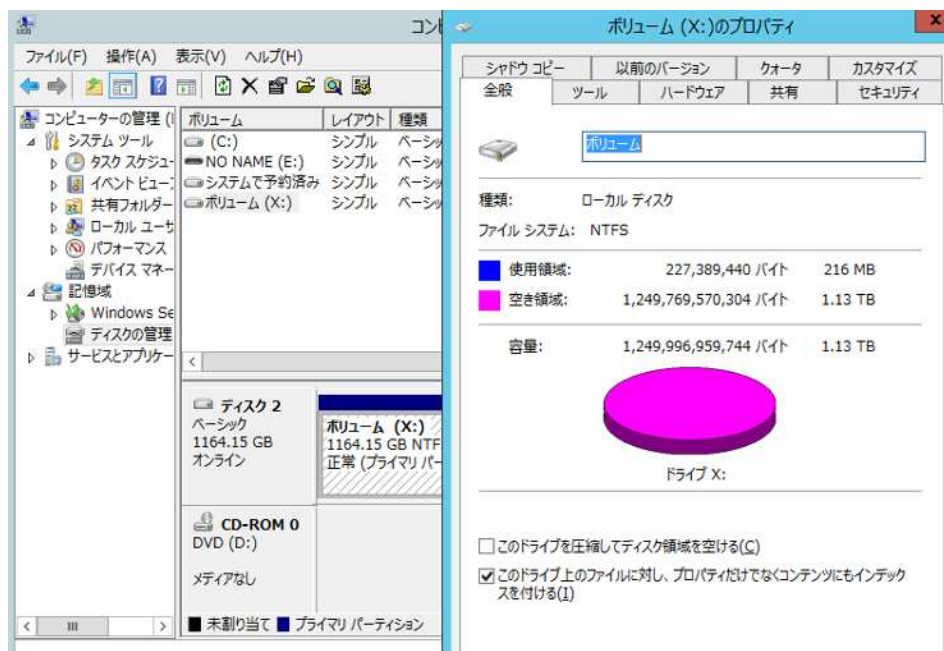 コンピ
ファイル(F) 操作(A) 表示(V) ヘルプ(H)
コンピューターの管理 (
システム ツール
タスク スケジュー
イベント ビュー
共有フォルダー
ローカル ユーザ
パフォーマンス
デバイス マネー
記憶域
Windows Se
ディスクの管理
サービスとアプリケー
ボリューム レイアウト 種類
(C:) シンプル ベーシ
NO NAME (E:) シンプル ベーシ
システムで予約済み シンプル ベーシ
ボリューム (X:) シンプル ベーシ
ディスク 2
ベーシック
1164.15 GB
オンライン
ボリューム (X:)
1164.15 GB NTF
正常 (プライマリ パー
CD-ROM 0
DVD (D:)
メディアなし
未割り当て プライマリ パーティション
ボリューム (X:)のプロパティ
シャドウ コピー 以前のバージョン クォータ カスタマイズ
全般 ツール ハードウェア 共有 セキュリティ
ボリューム
種類: ローカル ディスク
ファイル システム: NTFS
使用領域: 227,389,440 バイト 216 MB
空き領域: 1,249,769,570,304 バイト 1.13 TB
容量: 1,249,996,959,744 バイト 1.13 TB
ドライブ X:
このドライブを圧縮してディスク領域を空ける(C)
このドライブ上のファイルに対し、プロパティだけでなくコンテンツにもインデック
スを付ける(I)